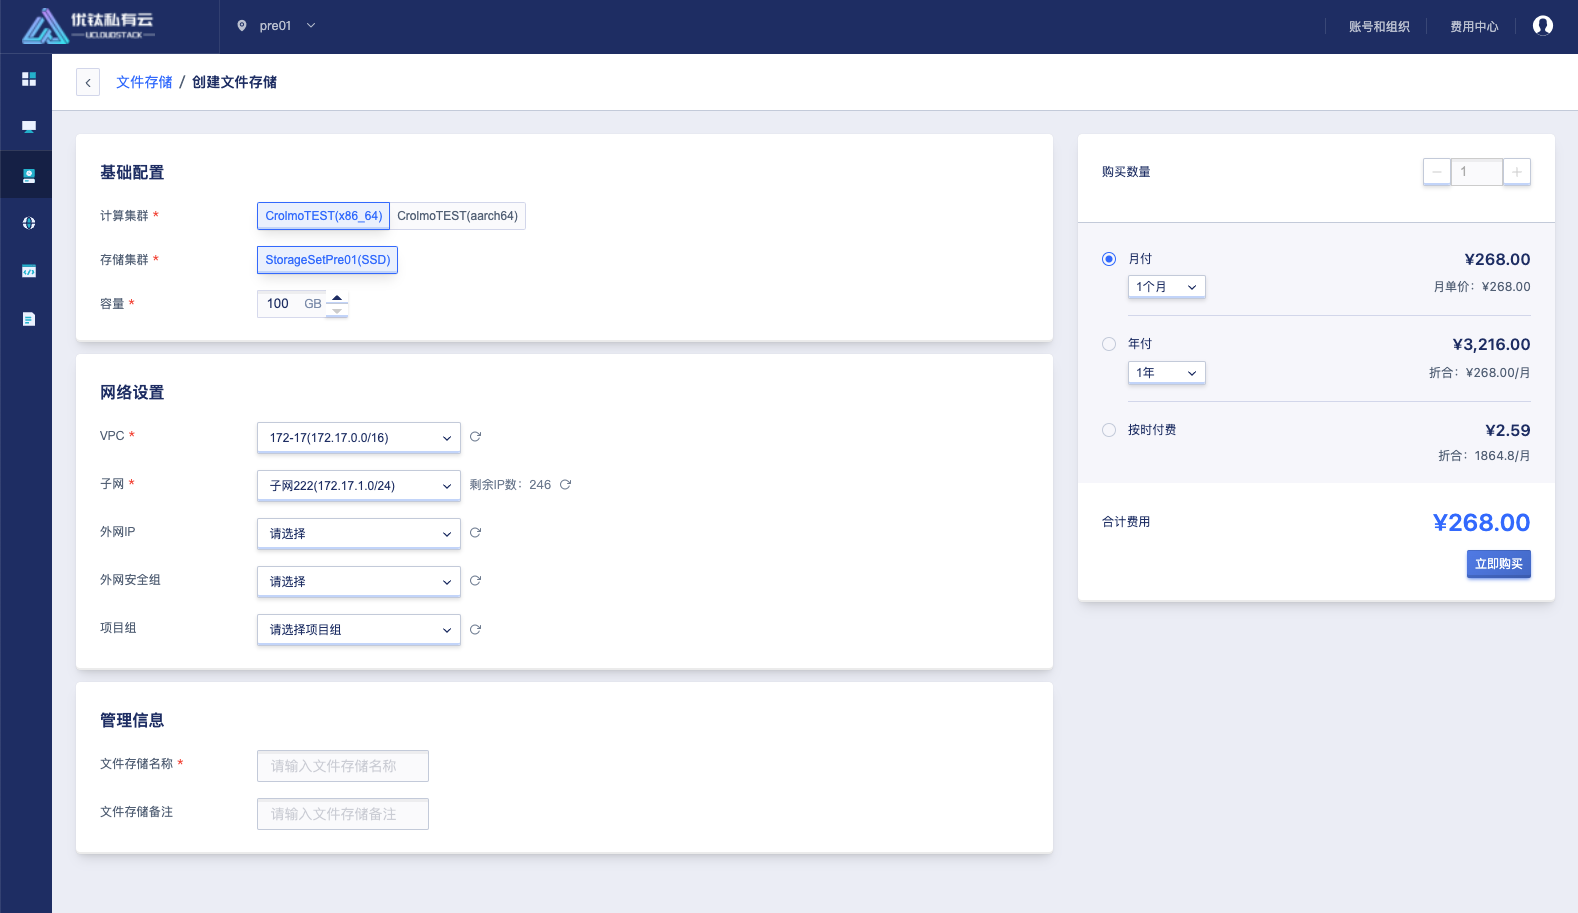 优钛私有云
UCLOUDSTACK
pre01
账号和组织
费用中心
文件存储 / 创建文件存储
基础配置
计算集群 *
CrolmoTEST(x86_64)
CrolmoTEST(aarch64)
存储集群 *
StorageSetPre01(SSD)
容量 *
100 GB
网络设置
VPC *
172-17(172.17.0.0/16)
子网 *
子网222(172.17.1.0/24)
剩余IP数：246
外网IP
请选择
外网安全组
请选择
项目组
请选择项目组
管理信息
文件存储名称 *
请输入文件存储名称
文件存储备注
请输入文件存储备注
购买数量
1
月付
¥268.00
1个月
月单价：¥268.00
年付
¥3,216.00
1年
折合：¥268.00/月
按时付费
¥2.59
折合：1864.8/月
合计费用
¥268.00
立即购买